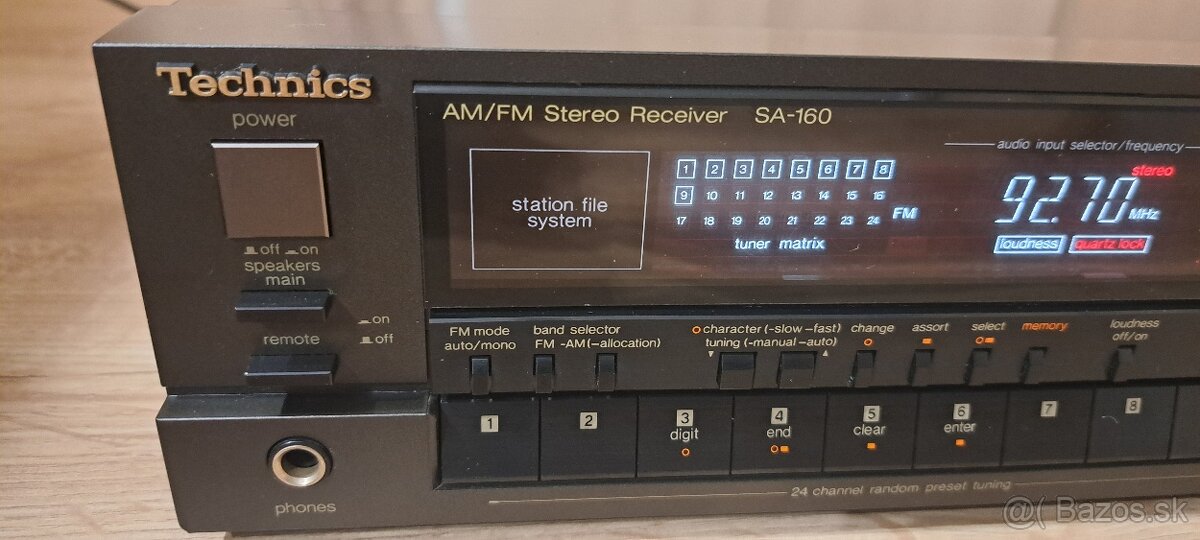 Technics
power
off on
speakers
main
on
remote
off
phones
AM/FM Stereo Receiver SA-160
station file
system
1 2 3 4 5 6 7 8
9 10 11 12 13 14 15 16
17 18 19 20 21 22 23 24 FM
tuner matrix
audio input selector/frequency
stereo
92.70 MHz
loudness quartz lock
FM mode
auto/mono
band selector
FM -AM(-allocation)
character(-slow -fast)
tuning (-manual -auto)
change
assort
select
memory
loudness
off/on
1
2
3
digit
4
end
5
clear
6
enter
7
8
24 channel random preset tuning
@( Bazos.sk